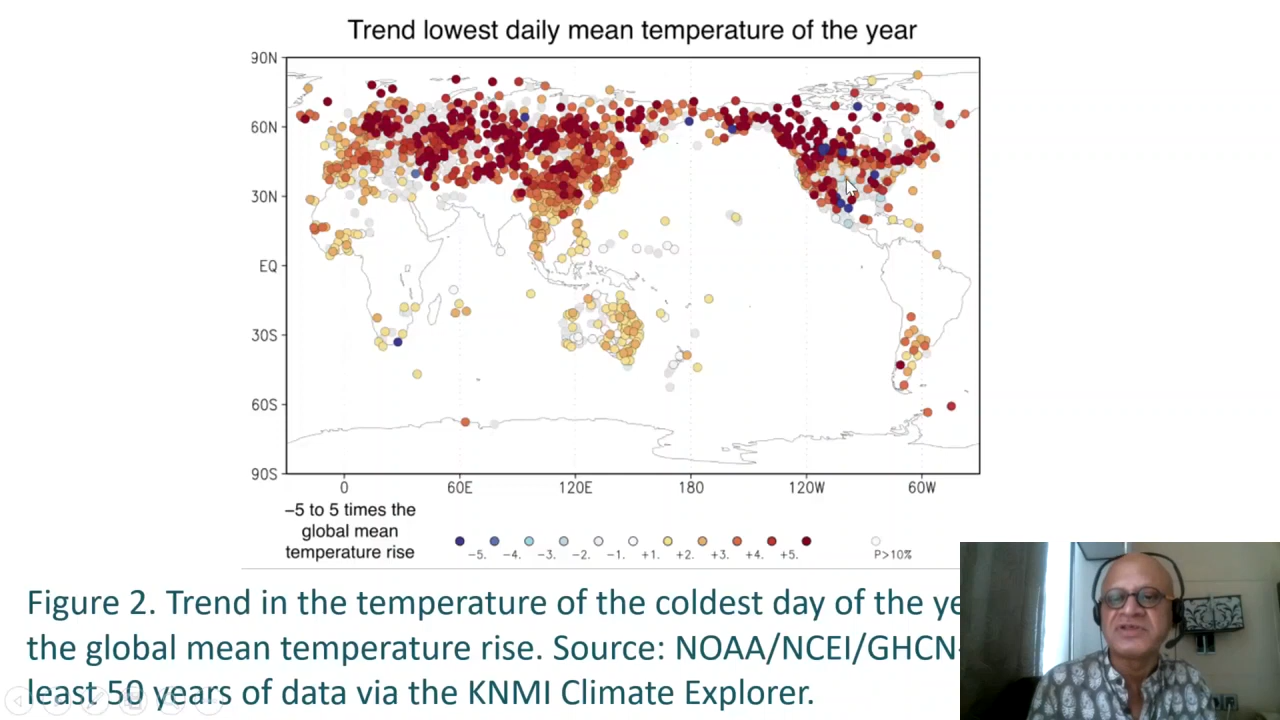 Trend lowest daily mean temperature of the year
90N
60N
30N
EQ
30S
60S
90S
0 60E 120E 180 120W 60W
−5 to 5 times the
global mean
temperature rise
−5. −4. −3. −2. −1. +1. +2. +3. +4. +5. P>10%
Figure 2. Trend in the temperature of the coldest day of the ye
the global mean temperature rise. Source: NOAA/NCEI/GHCN-
least 50 years of data via the KNMI Climate Explorer.